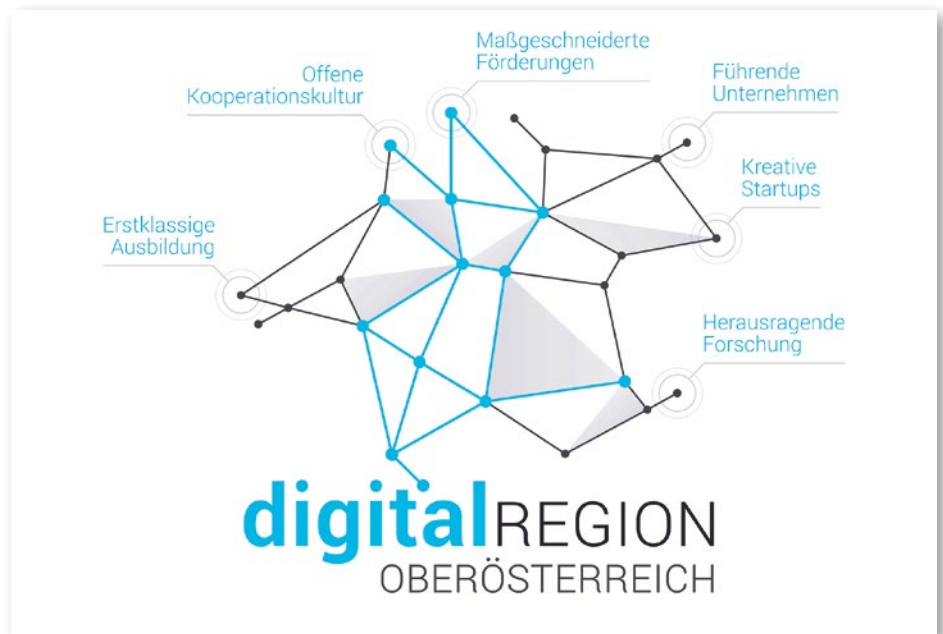 Maßgeschneiderte
Förderungen
Offene
Kooperationskultur
Führende
Unternehmen
Kreative
Startups
Erstklassige
Ausbildung
Herausragende
Forschung
digitalREGION
OBERÖSTERREICH